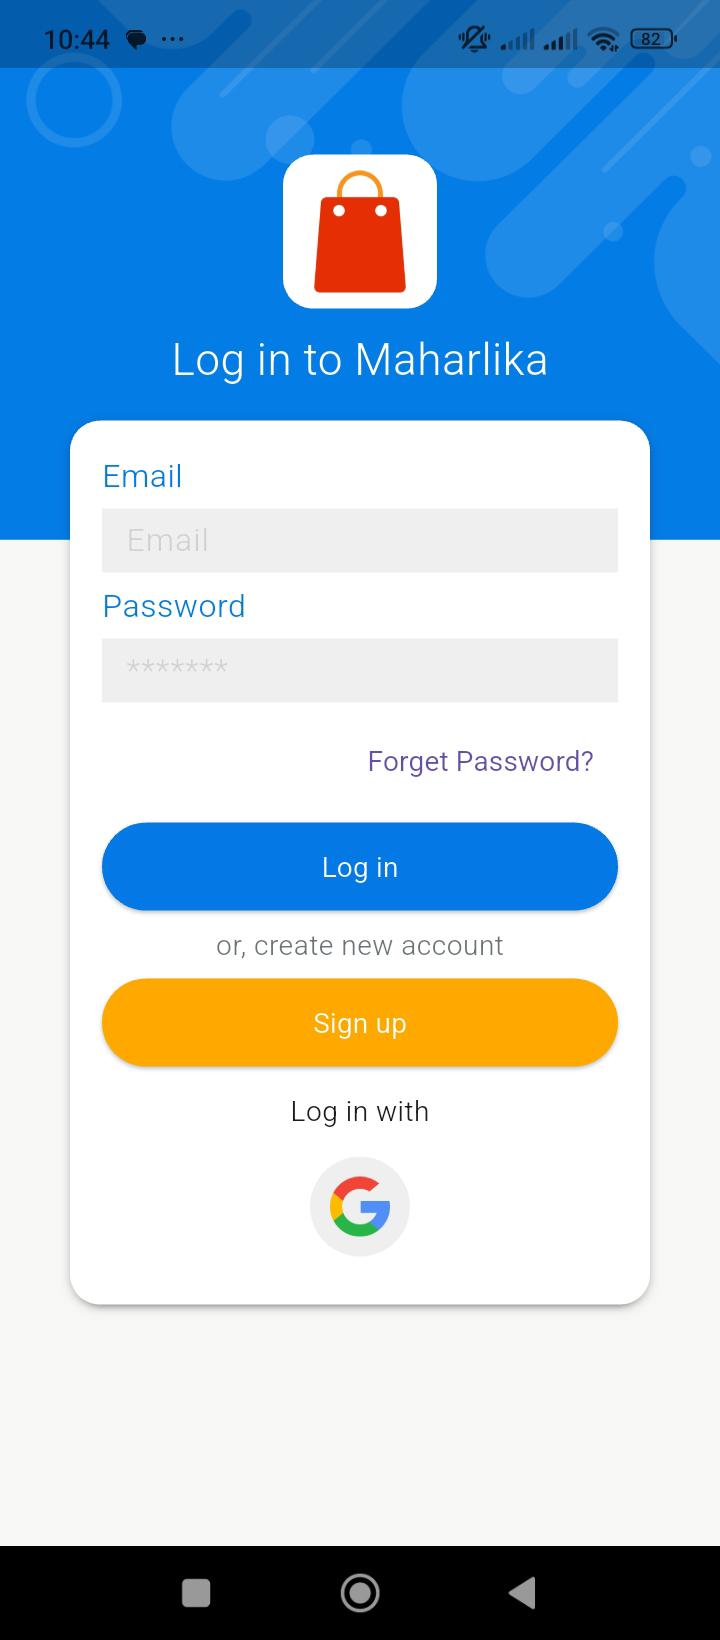 10:44
82
Log in to Maharlika
Email
Email
Password
*******
Forget Password?
Log in
or, create new account
Sign up
Log in with